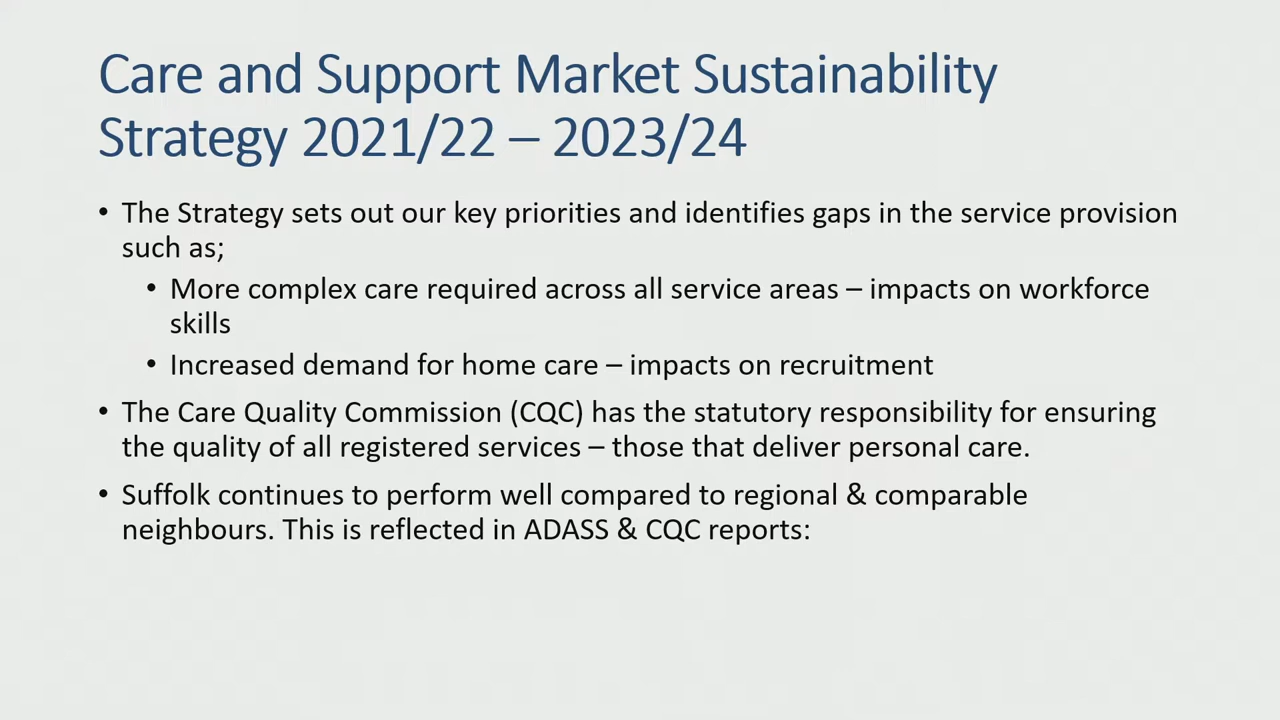 Care and Support Market Sustainability
Strategy 2021/22 – 2023/24
• The Strategy sets out our key priorities and identifies gaps in the service provision
such as;
• More complex care required across all service areas – impacts on workforce
skills
• Increased demand for home care – impacts on recruitment
• The Care Quality Commission (CQC) has the statutory responsibility for ensuring
the quality of all registered services – those that deliver personal care.
• Suffolk continues to perform well compared to regional & comparable
neighbours. This is reflected in ADASS & CQC reports: